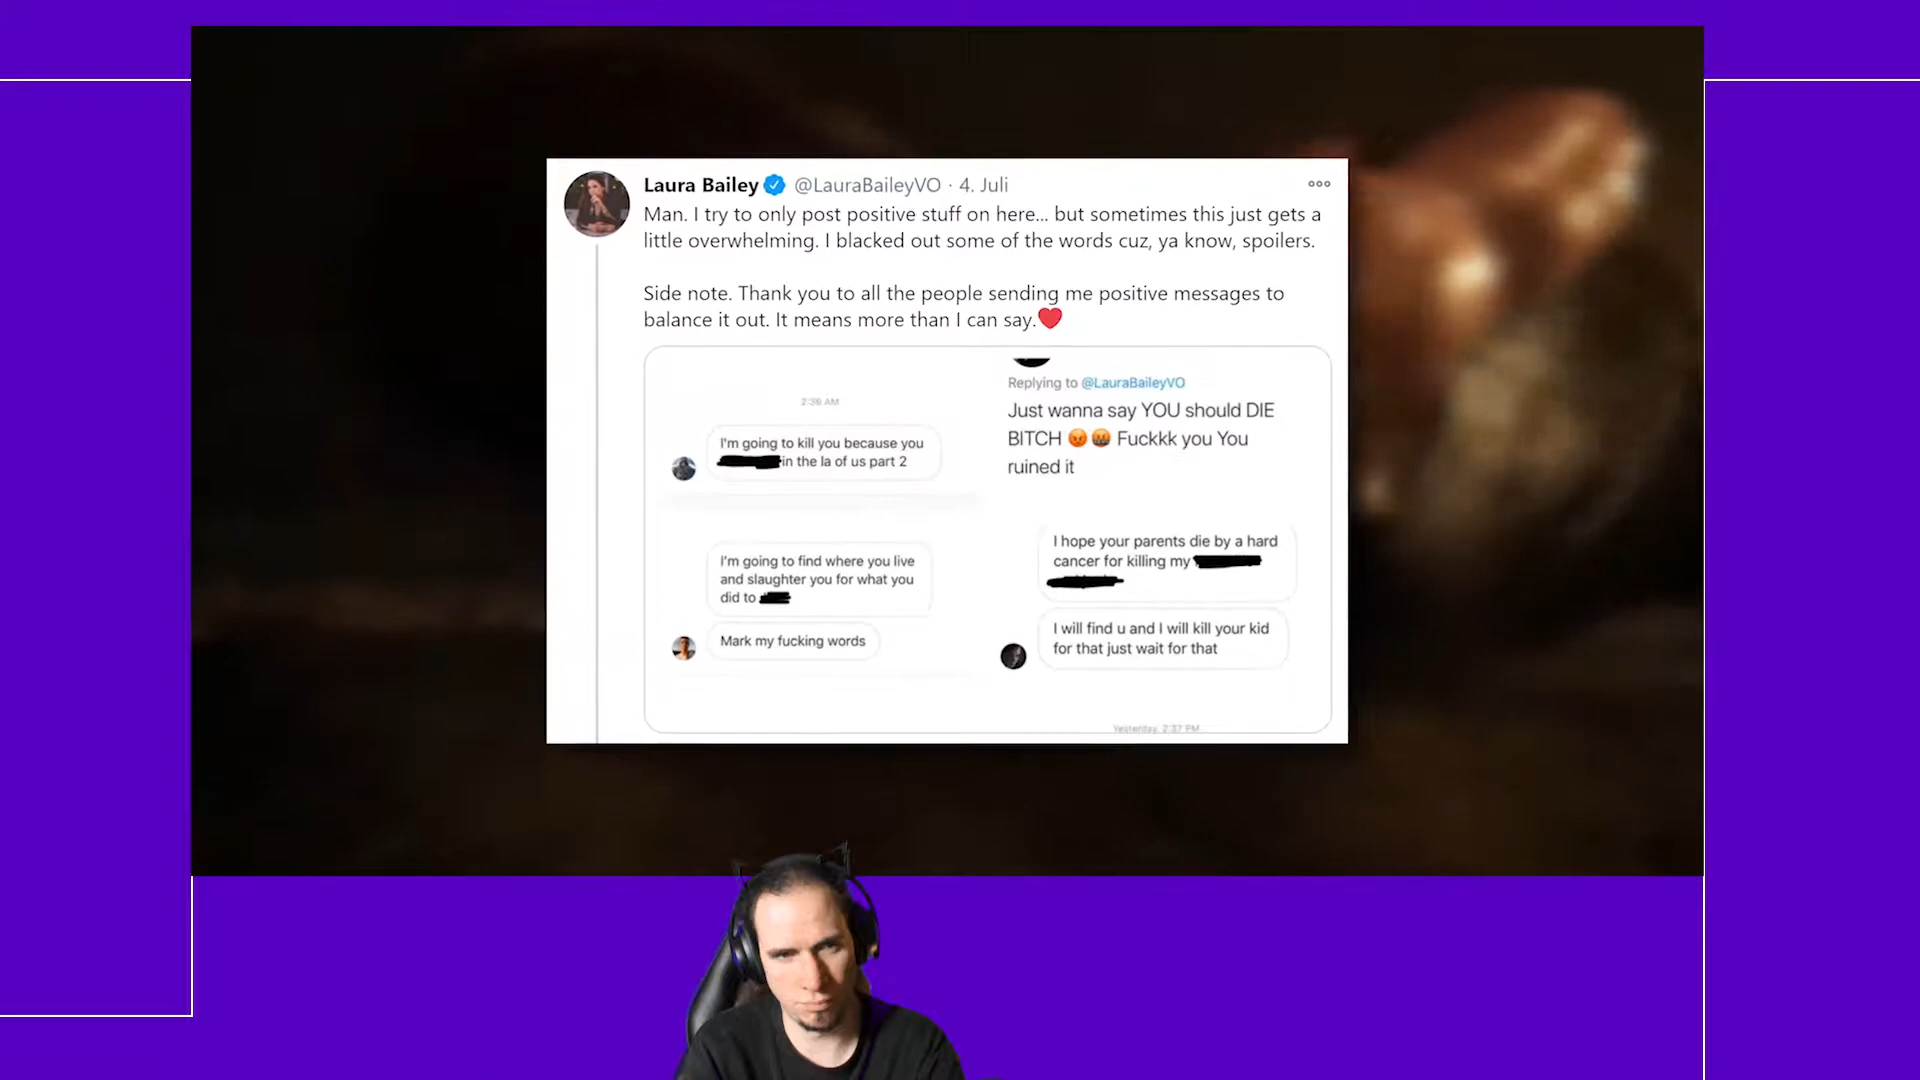 Laura Bailey @LauraBaileyVO · 4. Juli
Man. I try to only post positive stuff on here... but sometimes this just gets a
little overwhelming. I blacked out some of the words cuz, ya know, spoilers.
Side note. Thank you to all the people sending me positive messages to
balance it out. It means more than I can say.❤️
2:36 AM
I'm going to kill you because you
in the la of us part 2
I'm going to find where you live
and slaughter you for what you
did to
Mark my fucking words
Replying to @LauraBaileyVO
Just wanna say YOU should DIE
BITCH 😡🤬 Fuckkk you You
ruined it
I hope your parents die by a hard
cancer for killing my
I will find u and I will kill your kid
for that just wait for that
Yesterday, 2:37 PM